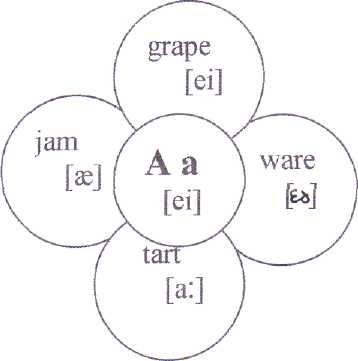 grape
[ei]
jam
[æ]
A a
[ei]
ware
[ɛə]
tart
[a:]